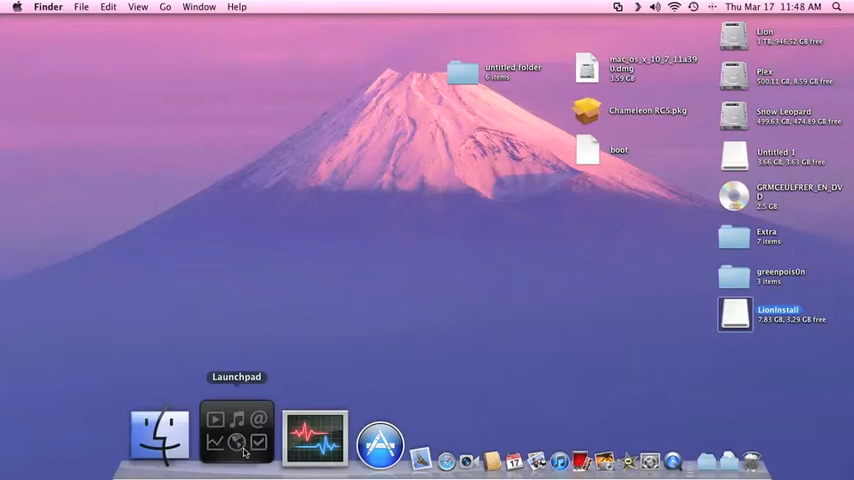 Finder File Edit View Go Window Help
Thu Mar 17 11:48 AM
Lion
1 TB, 946.52 GB free
untitled folder
6 items
mac_os_x_10_7_11a39
0.dmg
3.59 GB
Plex
500.11 GB, 8.59 GB free
Chameleon RC5.pkg
Snow Leopard
499.63 GB, 474.89 GB free
boot
Untitled 1
3.66 GB, 3.63 GB free
GRMCEULFRER_EN_DV
D
2.5 GB
Extra
7 items
greenpois0n
3 items
LionInstall
7.83 GB, 3.29 GB free
Launchpad
17